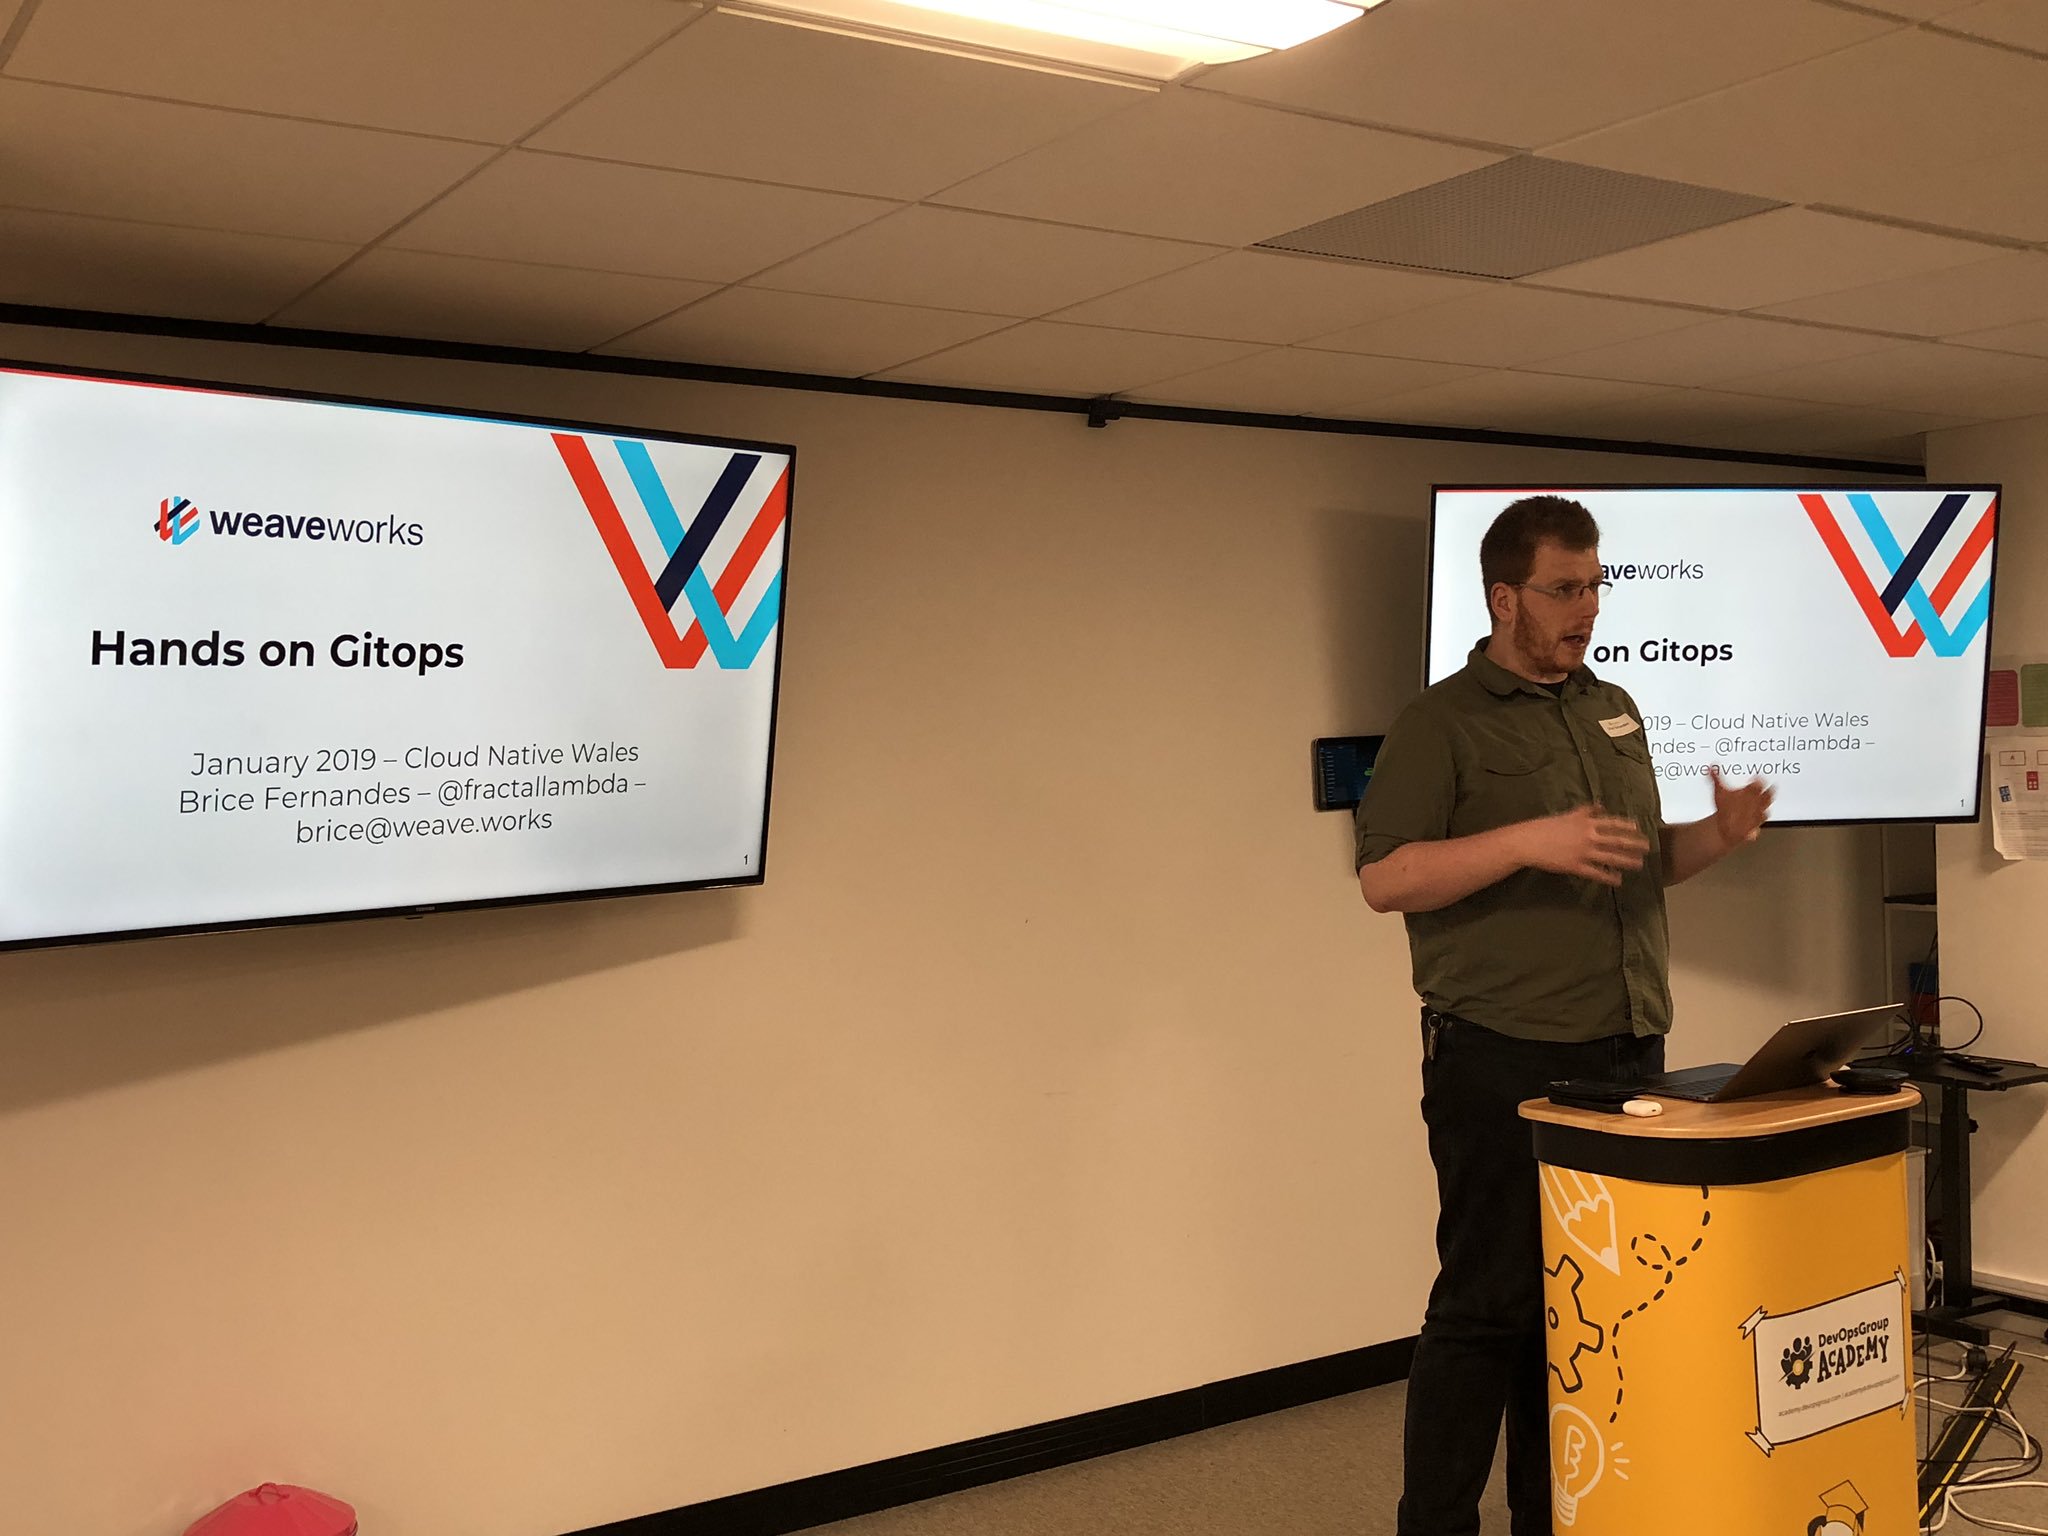 weaveworks
Hands on Gitops
January 2019 – Cloud Native Wales
Brice Fernandes – @fractallambda –
brice@weave.works
1
TOSHIBA
aveworks
on Gitops
019 – Cloud Native Wales
ndes – @fractallambda –
e@weave.works
1
DevOpsGroup
ACADEMY